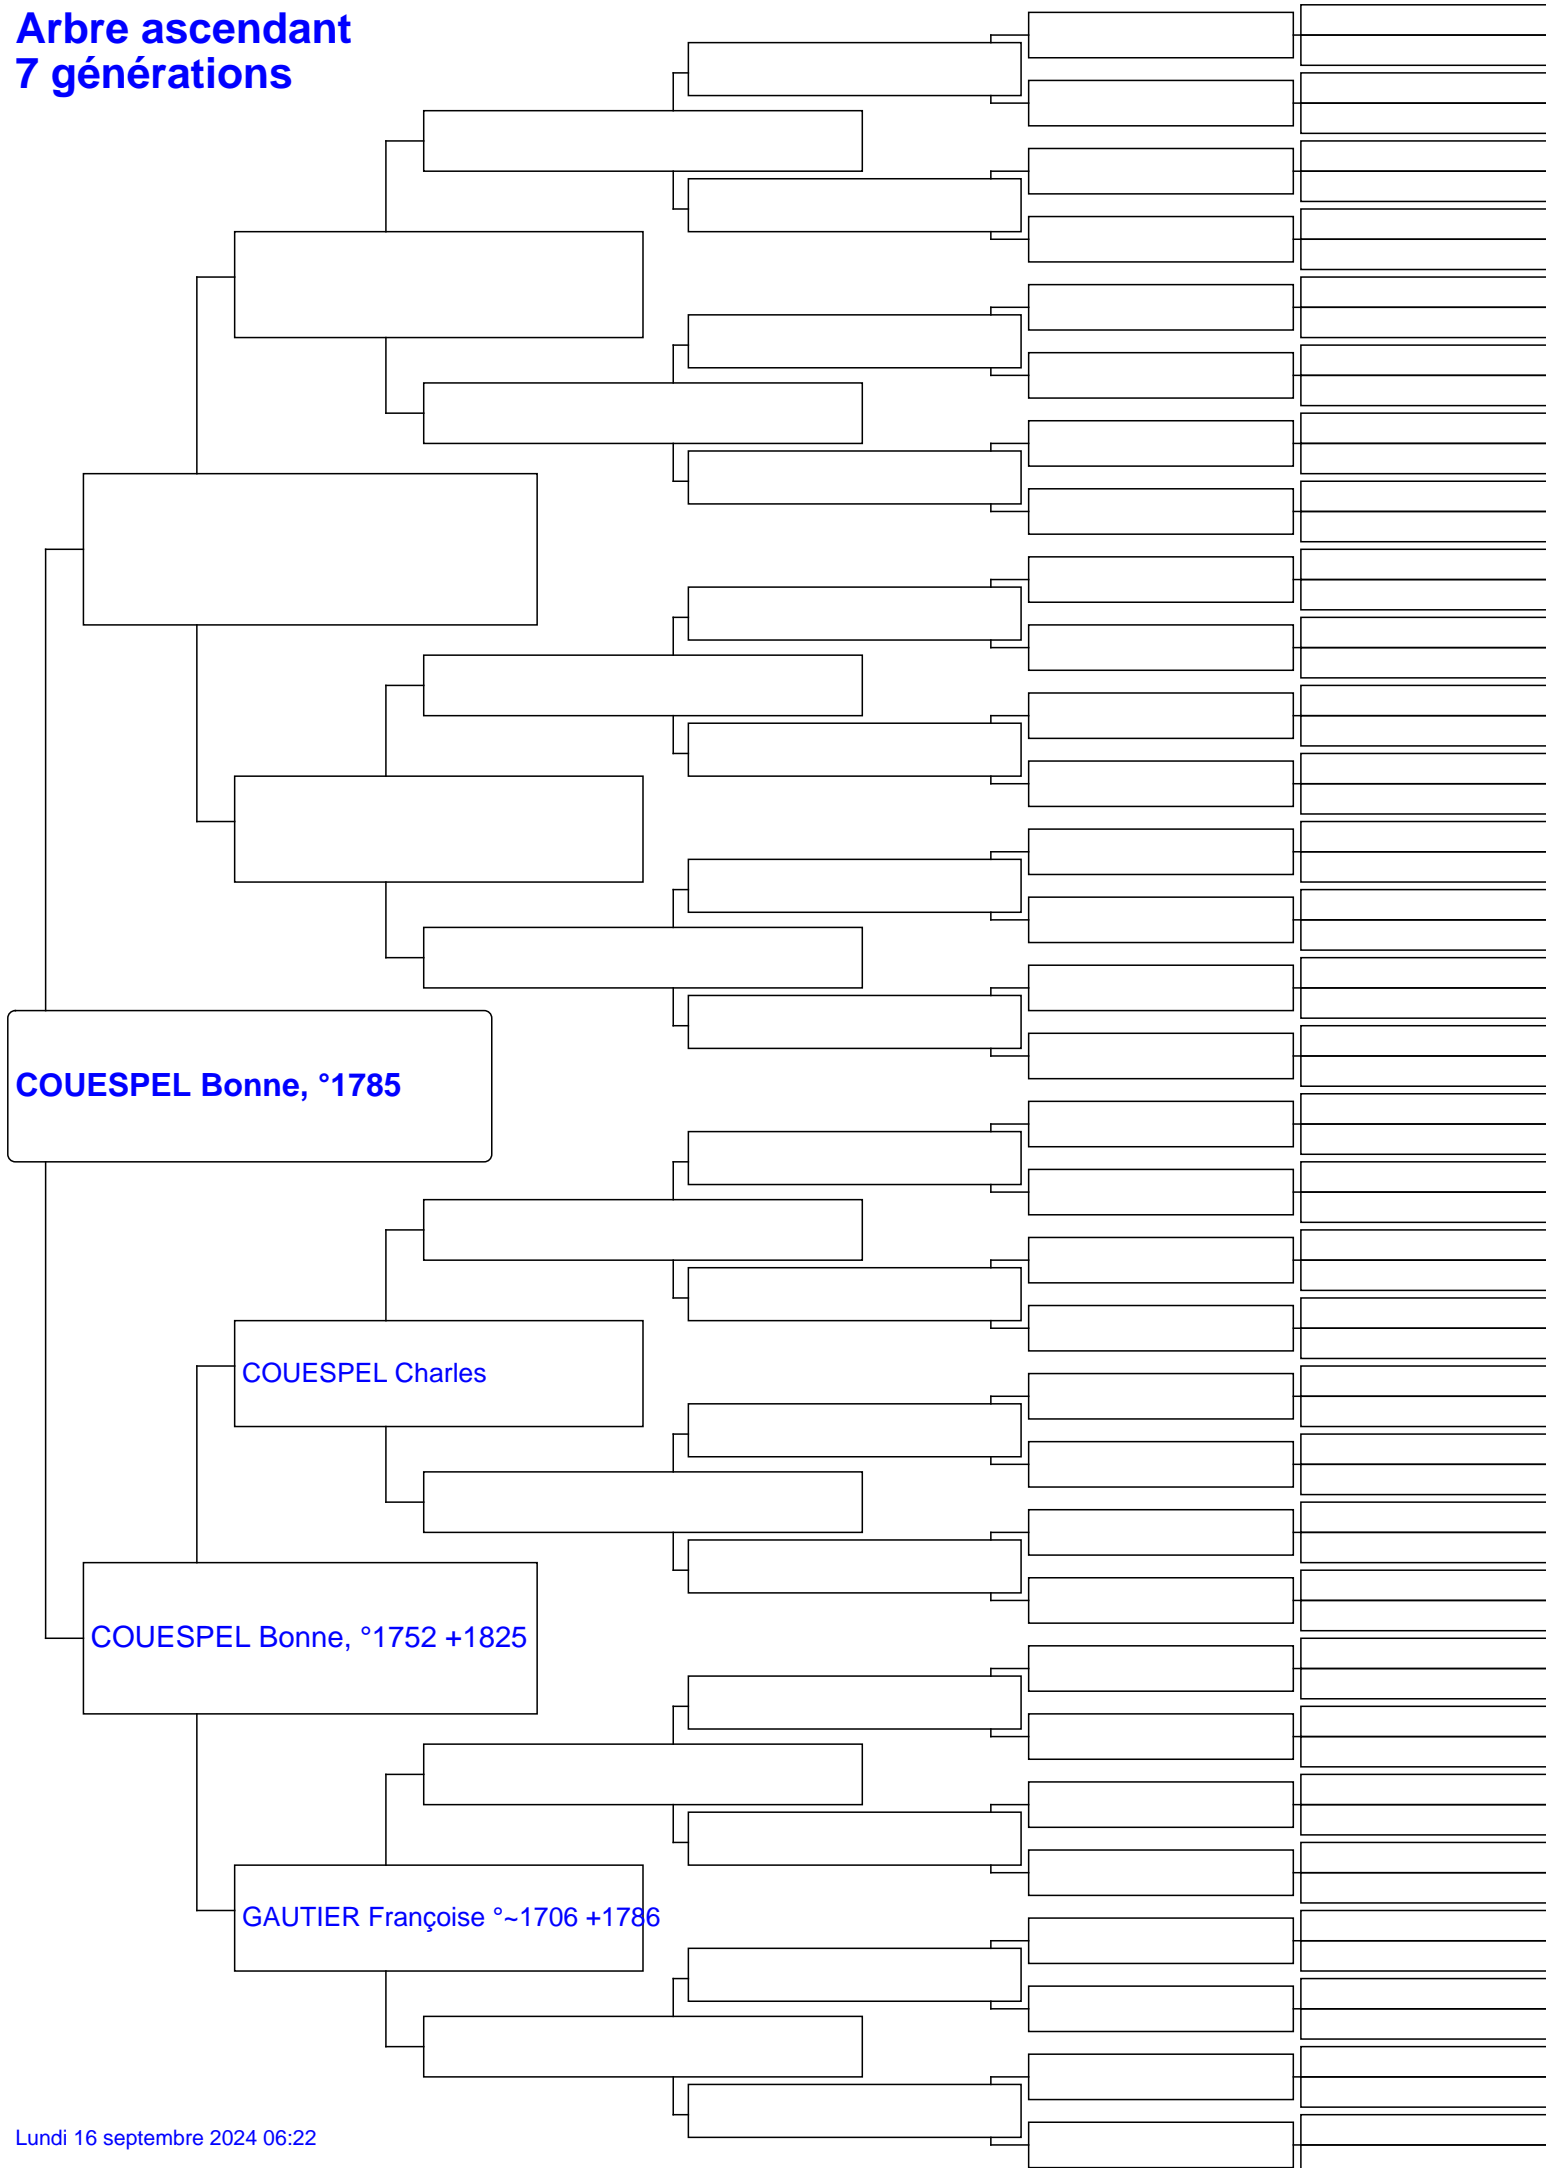 Arbre ascendant
7 générations
COUESPEL Bonne, °1785
COUESPEL Charles
COUESPEL Bonne, °1752 +1825
GAUTIER Françoise °~1706 +1786
Lundi 16 septembre 2024 06:22